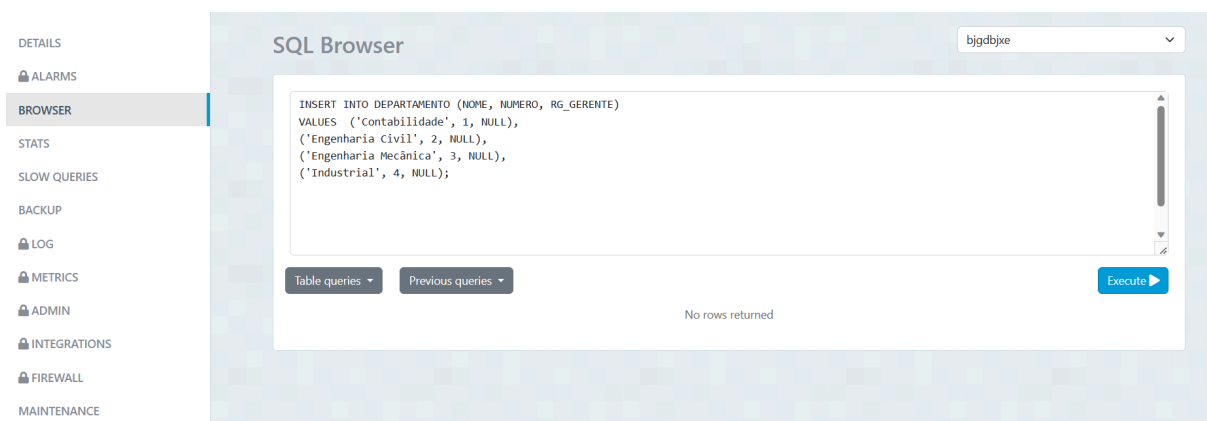 DETAILS
ALARMS
BROWSER
STATS
SLOW QUERIES
BACKUP
LOG
METRICS
ADMIN
INTEGRATIONS
FIREWALL
MAINTENANCE
SQL Browser
bjgdbjxe
INSERT INTO DEPARTAMENTO (NOME, NUMERO, RG_GERENTE)
VALUES  ('Contabilidade', 1, NULL),
('Engenharia Civil', 2, NULL),
('Engenharia Mecânica', 3, NULL),
('Industrial', 4, NULL);
Table queries
Previous queries
Execute
No rows returned